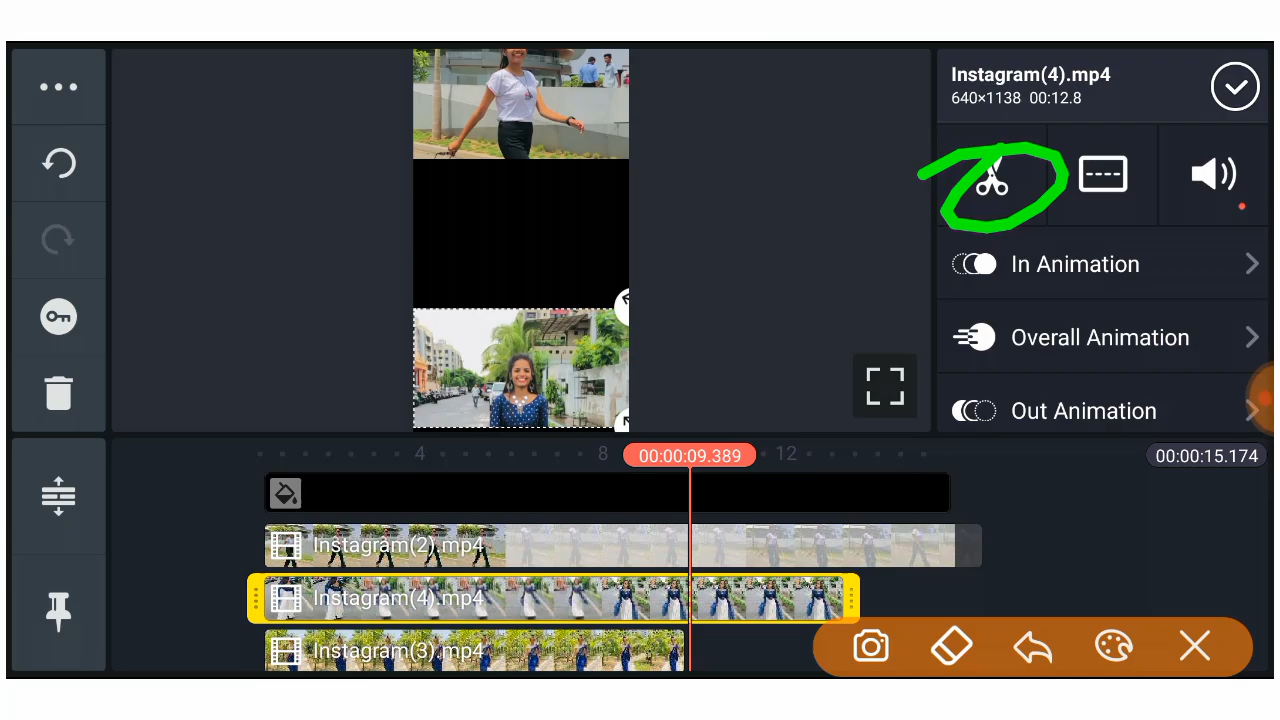 Instagram(4).mp4
640×1138 00:12.8
In Animation
Overall Animation
Out Animation
4 8 00:00:09.389 12 00:00:15.174
Instagram(2).mp4
Instagram(4).mp4
Instagram(3).mp4